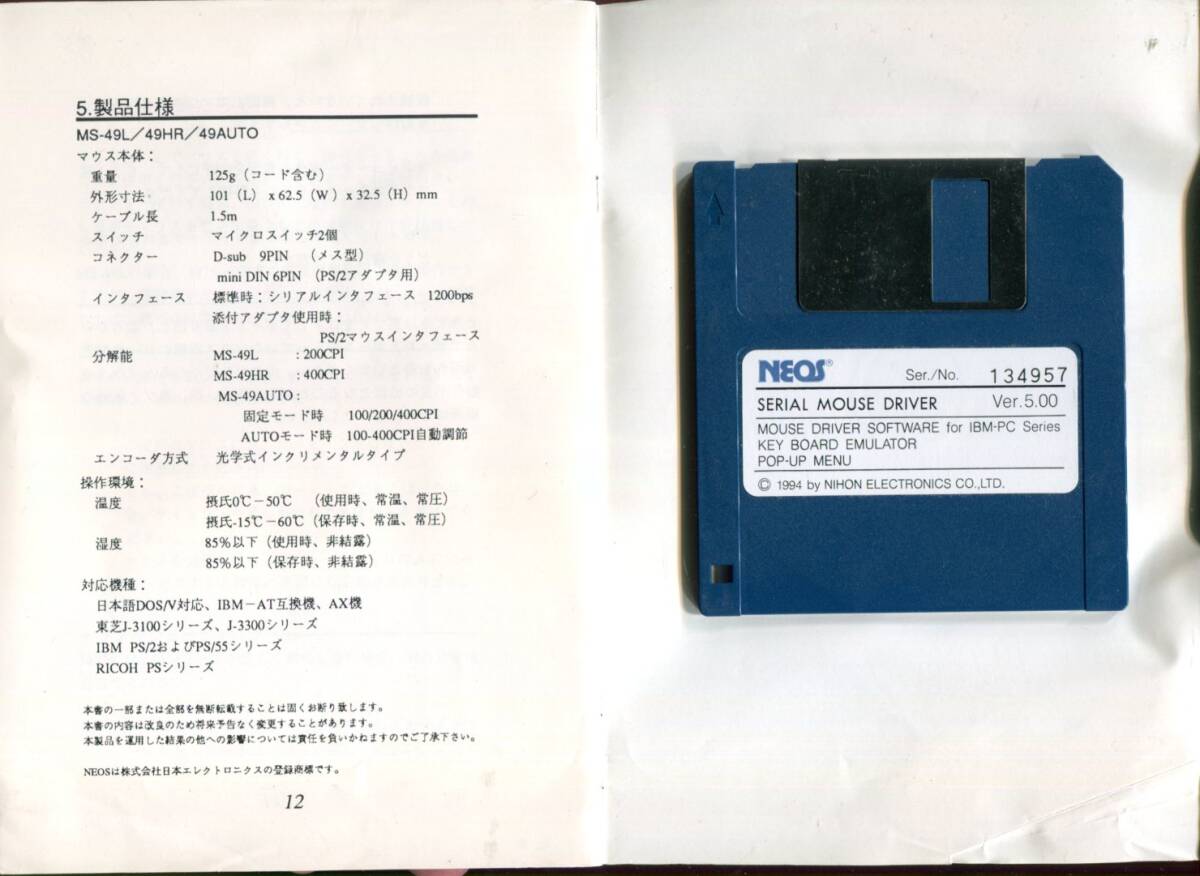 5.製品仕様
MS-49L／49HR／49AUTO
マウス本体：
重量 125g（コード含む）
外形寸法 101（L） x 62.5（W）x 32.5（H）mm
ケーブル長 1.5m
スイッチ マイクロスイッチ2個
コネクター D-sub 9PIN （メス型）
mini DIN 6PIN （PS/2アダプタ用）
インタフェース 標準時：シリアルインタフェース 1200bps
添付アダプタ使用時：
PS/2マウスインタフェース
分解能 MS-49L ：200CPI
MS-49HR ：400CPI
MS-49AUTO：
固定モード時 100/200/400CPI
AUTOモード時 100-400CPI自動調節
エンコーダ方式 光学式インクリメンタルタイプ
操作環境：
温度 摂氏0℃－50℃ （使用時、常温、常圧）
摂氏-15℃－60℃（保存時、常温、常圧）
湿度 85%以下（使用時、非結露）
85%以下（保存時、非結露）
対応機種：
日本語DOS/V対応、IBM－AT互換機、AX機
東芝J-3100シリーズ、J-3300シリーズ
IBM PS/2およびPS/55シリーズ
RICOH PSシリーズ
本書の一部または全部を無断転載することは固くお断り致します。
本書の内容は改良のため将来予告なく変更することがあります。
本製品を運用した結果の他への影響については責任を負いかねますのでご了承下さい。
NEOSは株式会社日本エレクトロニクスの登録商標です。
12
NEOS® Ser./No. 134957
SERIAL MOUSE DRIVER Ver.5.00
MOUSE DRIVER SOFTWARE for IBM-PC Series
KEY BOARD EMULATOR
POP-UP MENU
© 1994 by NIHON ELECTRONICS CO.,LTD.